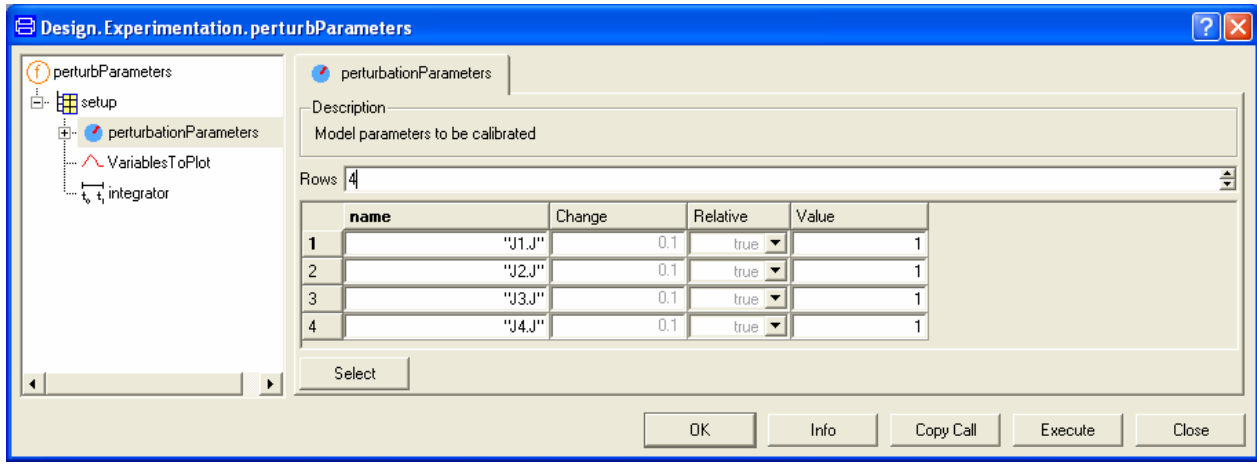 Design.Experimentation.perturbParameters
perturbParameters
setup
perturbationParameters
VariablesToPlot
integrator
perturbationParameters
Description
Model parameters to be calibrated
Rows 4
name Change Relative Value
1 "J1.J" 0.1 true 1
2 "J2.J" 0.1 true 1
3 "J3.J" 0.1 true 1
4 "J4.J" 0.1 true 1
Select
OK Info Copy Call Execute Close